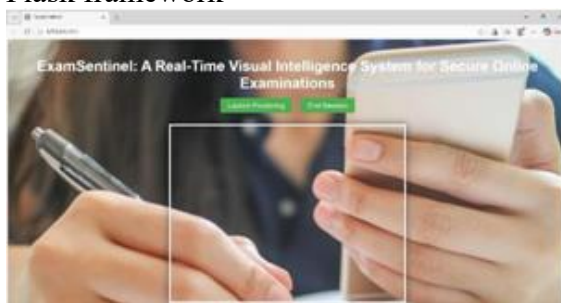 Flask framework
ExamSentinel: A Real-Time Visual Intelligence System for Secure Online
Examinations
Launch Proctoring
End Session